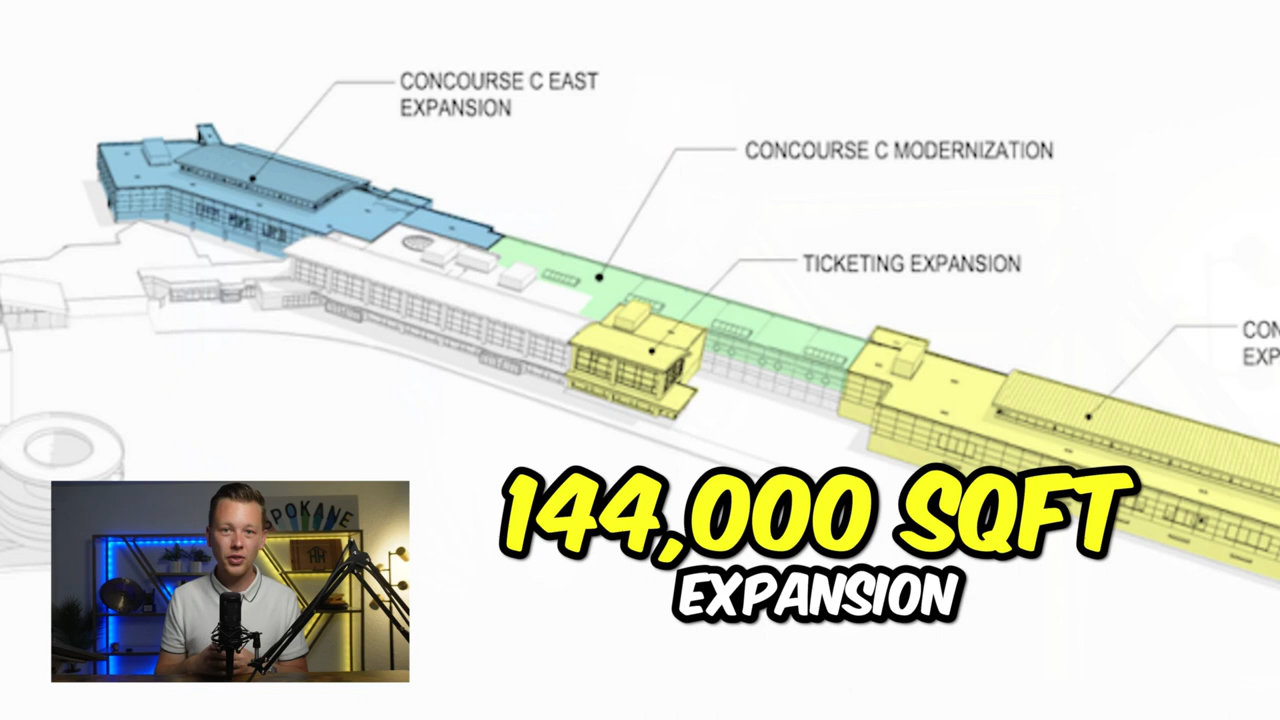 CONCOURSE C EAST
EXPANSION
CONCOURSE C MODERNIZATION
TICKETING EXPANSION
144,000 SQFT
EXPANSION
SPOKANE